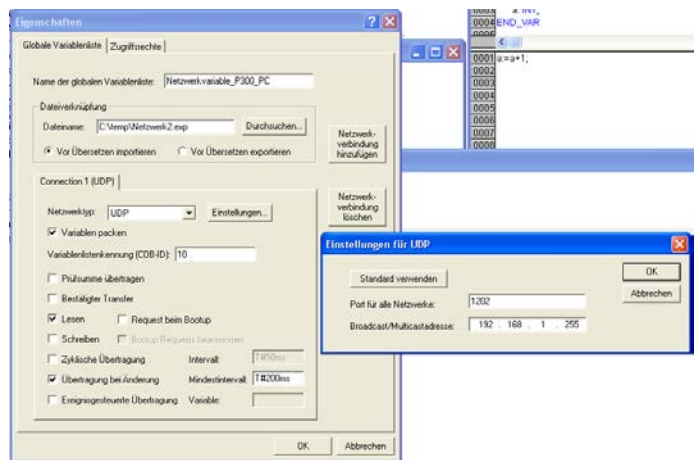 Eigenschaften
Globale Variablenliste
Zugriffsrechte
Name der globalen Variablenliste: Netzwerkvariable_P300_PC
Dateiverknüpfung
Dateiname: C:\temp\Netzwerk2.exp Durchsuchen...
Vor Übersetzen importieren Vor Übersetzen exportieren
Netzwerk-
verbindung
hinzufügen
Netzwerk-
verbindung
löschen
Connection 1 (UDP)
Netzwerktyp: UDP Einstellungen...
Variablen packen
Variablenlistenkennung (COB-ID): 10
Prüfsumme übertragen
Bestätigter Transfer
Lesen Request beim Bootup
Schreiben Bootup Requests beantworten
Zyklische Übertragung Intervall: T#50ms
Übertragung bei Änderung Mindestintervall: T#200ms
Ereignisgesteuerte Übertragung Variable:
OK Abbrechen
0003 a: INT;
0004 END_VAR
0005
0001 a:=a+1;
0002
0003
0004
0005
0006
0007
0008
Einstellungen für UDP
Standard verwenden
OK
Abbrechen
Port für alle Netzwerke: 1202
Broadcast/Multicastadresse: 192 . 168 . 1 . 255